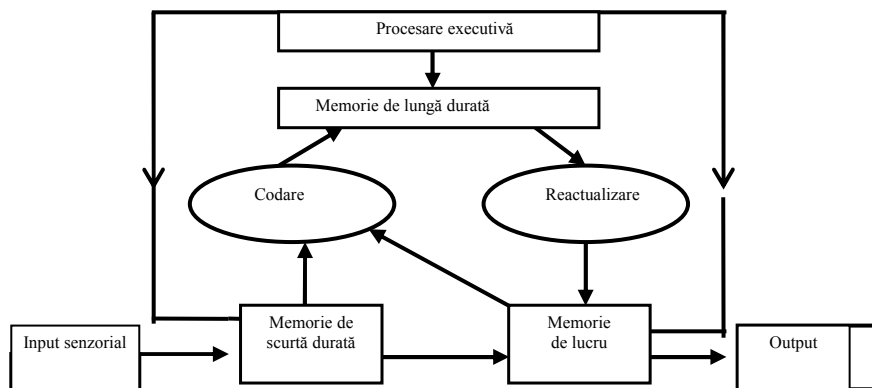 Procesare executivă
Memorie de lungă durată
Codare
Reactualizare
Input senzorial
Memorie de
scurtă durată
Memorie
de lucru
Output